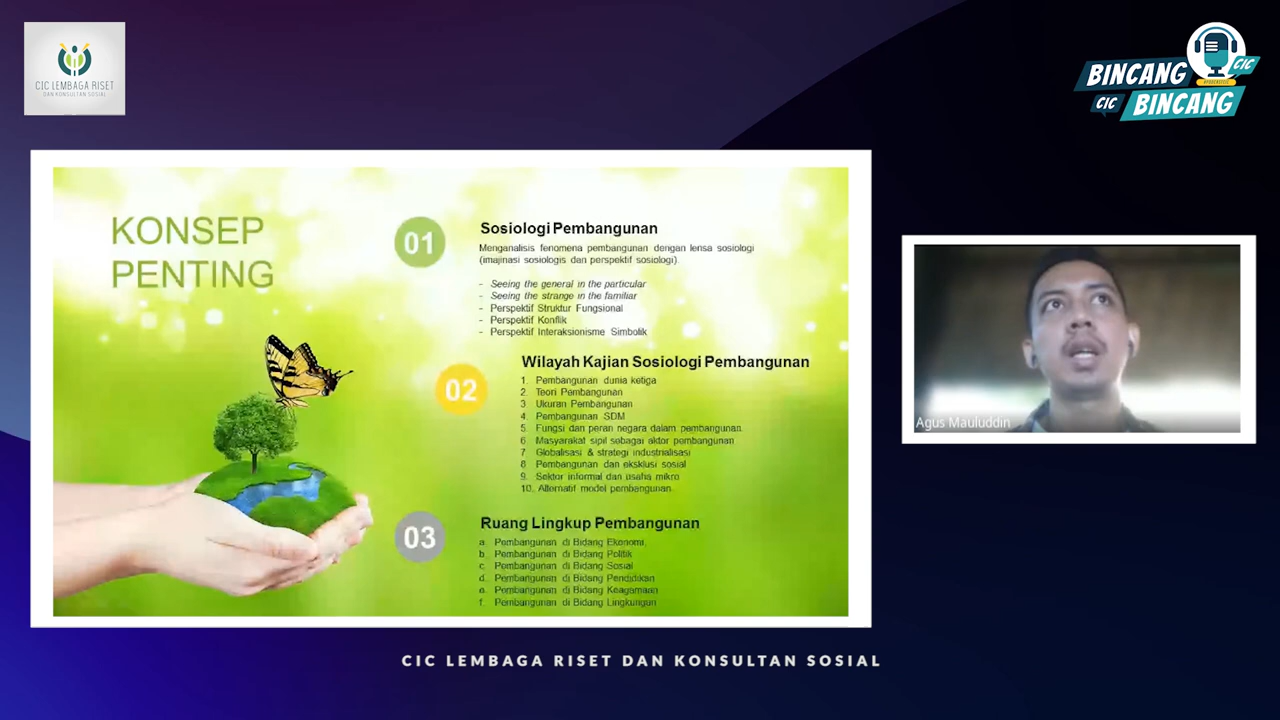 CIC LEMBAGA RISET
DAN KONSULTAN SOSIAL
BINCANG
CIC
CIC
BINCANG
KONSEP
PENTING
01
Sosiologi Pembangunan
Menganalisis fenomena pembangunan dengan lensa sosiologi
(imajinasi sosiologis dan perspektif sosiologi).
- Seeing the general in the particular
- Seeing the strange in the familiar
- Perspektif Struktur Fungsional
- Perspektif Konflik
- Perspektif Interaksionisme Simbolik
02
Wilayah Kajian Sosiologi Pembangunan
1. Pembangunan dunia ketiga
2. Teori Pembangunan
3. Ukuran Pembangunan
4. Pembangunan SDM
5. Fungsi dan peran negara dalam pembangunan
6. Masyarakat sipil sebagai aktor pembangunan
7. Globalisasi & strategi industrialisasi
8. Pembangunan dan eksklusi sosial
9. Sektor informal dan usaha mikro
10. Alternatif model pembangunan.
03
Ruang Lingkup Pembangunan
a. Pembangunan di Bidang Ekonomi,
b. Pembangunan di Bidang Politik
c. Pembangunan di Bidang Sosial
d. Pembangunan di Bidang Pendidikan
e. Pembangunan di Bidang Keagamaan
f. Pembangunan di Bidang Lingkungan
Agus Mauluddin
CIC LEMBAGA RISET DAN KONSULTAN SOSIAL